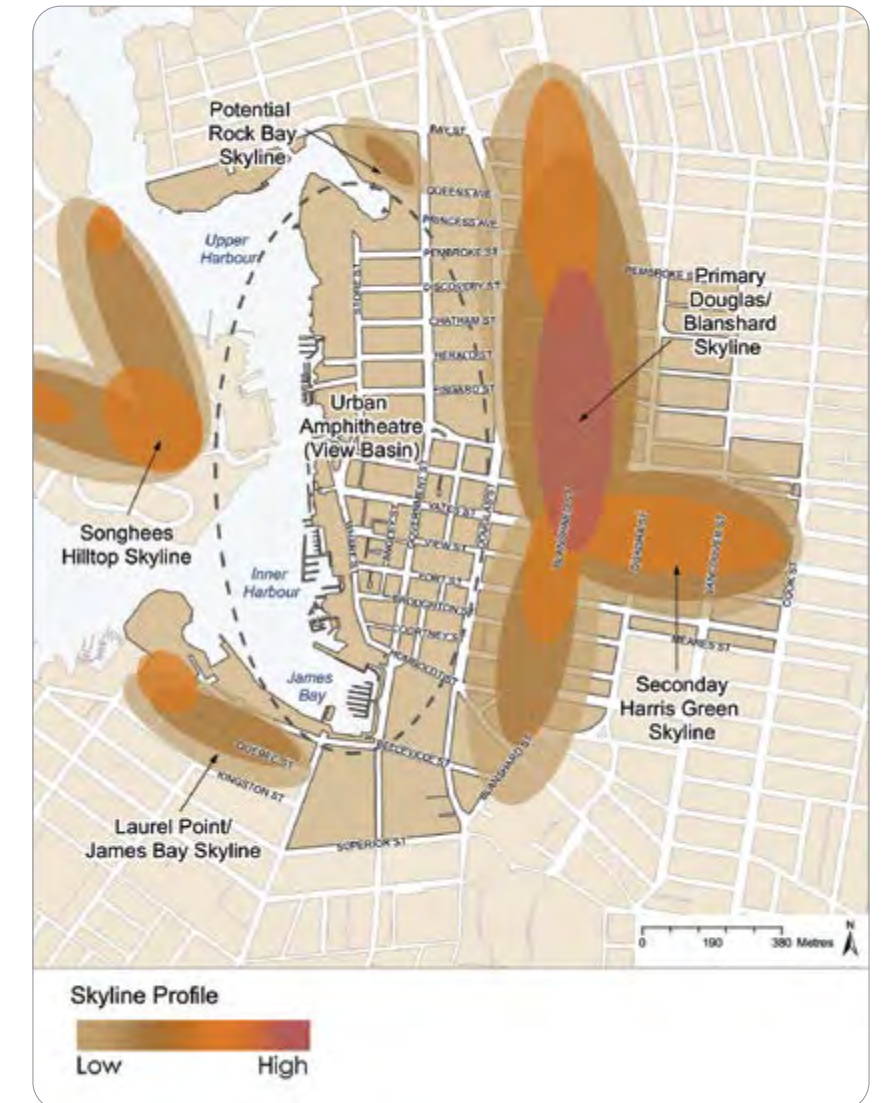 Potential
Rock Bay
Skyline
BAY ST
QUEENS AVE
PRINCESS AVE
PEMBROKE ST
DISCOVERY ST
CHATHAM ST
HERALD ST
FISGARD ST
STORE ST
Upper
Harbour
PEMBROKE S
Primary
Douglas/
Blanshard
Skyline
Urban
Amphitheatre
(View Basin)
Songhees
Hilltop Skyline
Inner
Harbour
James
Bay
WHARF S
LANGLEY ST
GOVERNMENT ST
YATES ST
VIEW ST
FORT ST
BROUGHTON ST
COURTNEY S
HUMBOLDT ST
DOUGLAS ST
BLANSHARD ST
QUADRA ST
VANCOUVER ST
COOK ST
MEARES ST
Seconday
Harris Green
Skyline
BELLEVILLE ST
BLANSHARD ST
QUEBEC ST
KINGSTON ST
Laurel Point/
James Bay Skyline
SUPERIOR ST
N
0 190 380 Metres
Skyline Profile
Low High